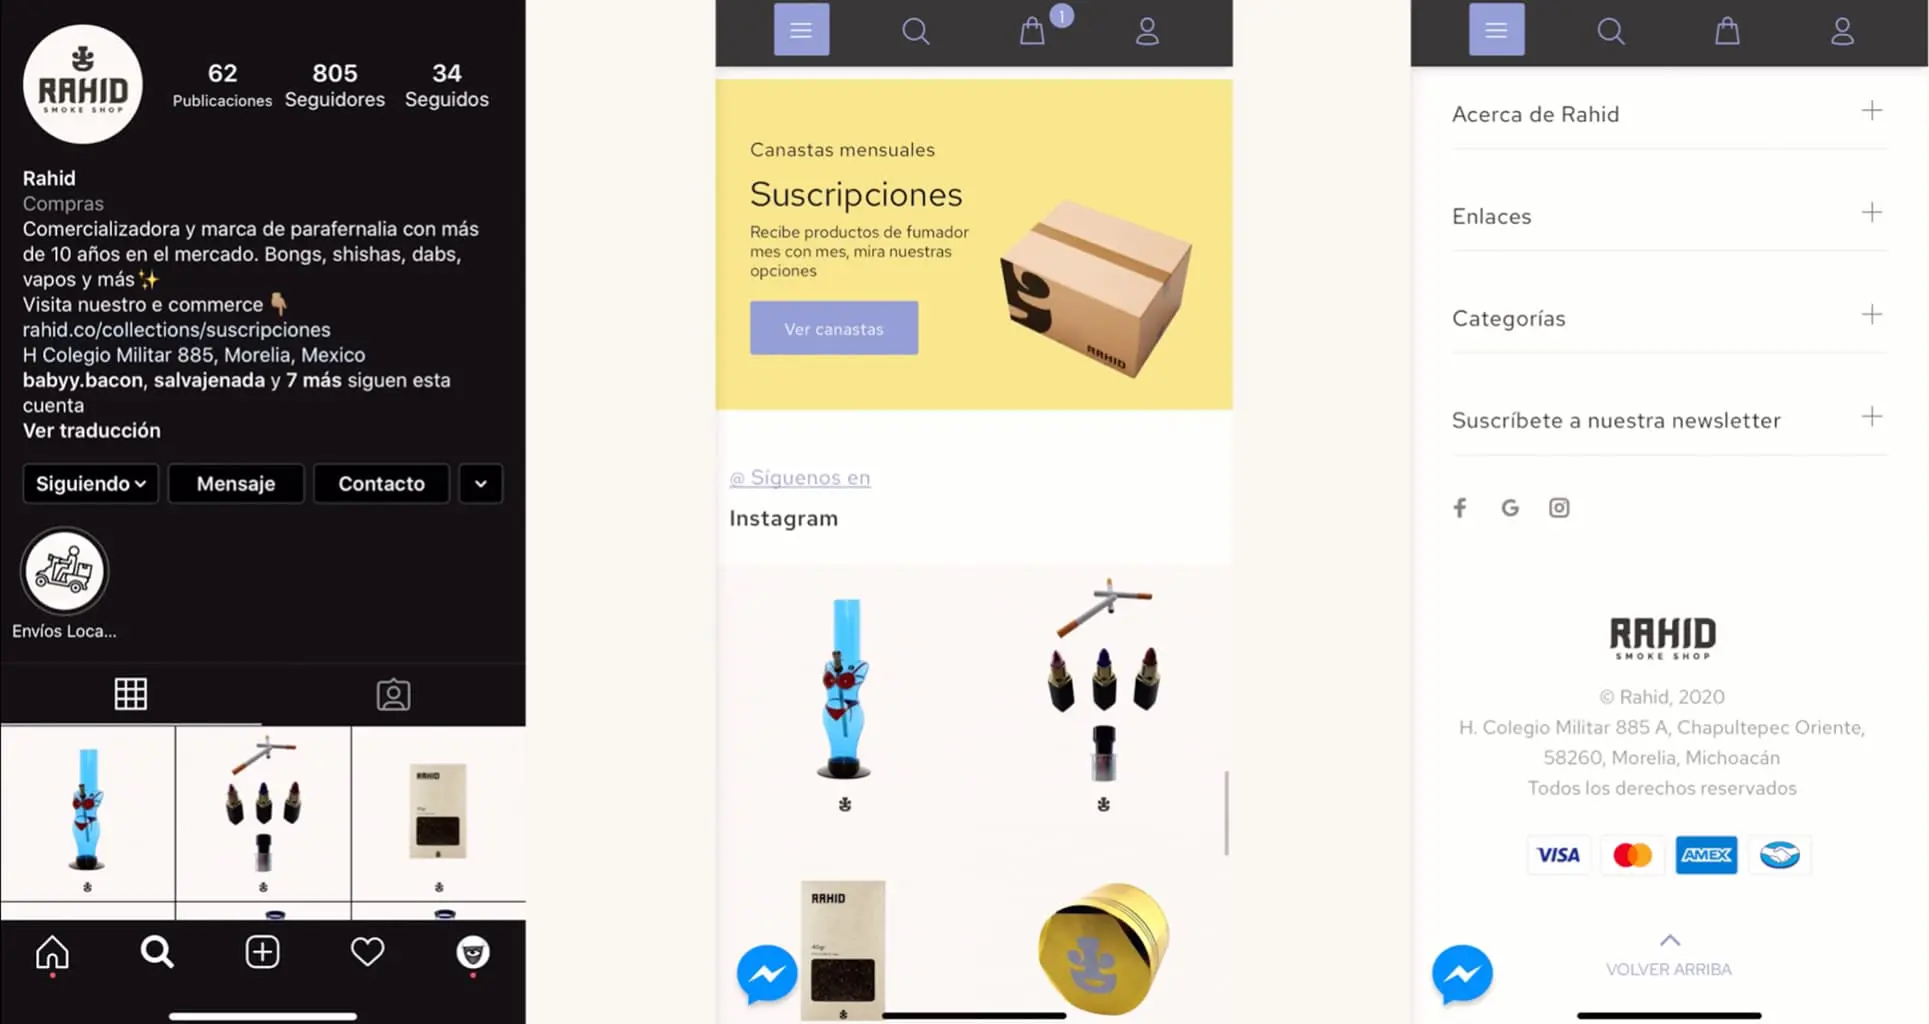 RAHID
SMOKE SHOP
62
Publicaciones
805
Seguidores
34
Seguidos
Rahid
Compras
Comercializadora y marca de parafernalia con más
de 10 años en el mercado. Bongs, shishas, dabs,
vapos y más✨
Visita nuestro e commerce 👇🏼
rahid.co/collections/suscripciones
H Colegio Militar 885, Morelia, Mexico
babyy.bacon, salvajenada y 7 más siguen esta
cuenta
Ver traducción
Siguiendo
Mensaje
Contacto
Envíos Loca...
RAHID
1
Canastas mensuales
Suscripciones
Recibe productos de fumador
mes con mes, mira nuestras
opciones
Ver canastas
RAHID
@ Síguenos en
Instagram
RAHID
40gr
Acerca de Rahid
Enlaces
Categorías
Suscríbete a nuestra newsletter
RAHID
SMOKE SHOP
© Rahid, 2020
H. Colegio Militar 885 A, Chapultepec Oriente,
58260, Morelia, Michoacán
Todos los derechos reservados
VISA
AMEX
VOLVER ARRIBA